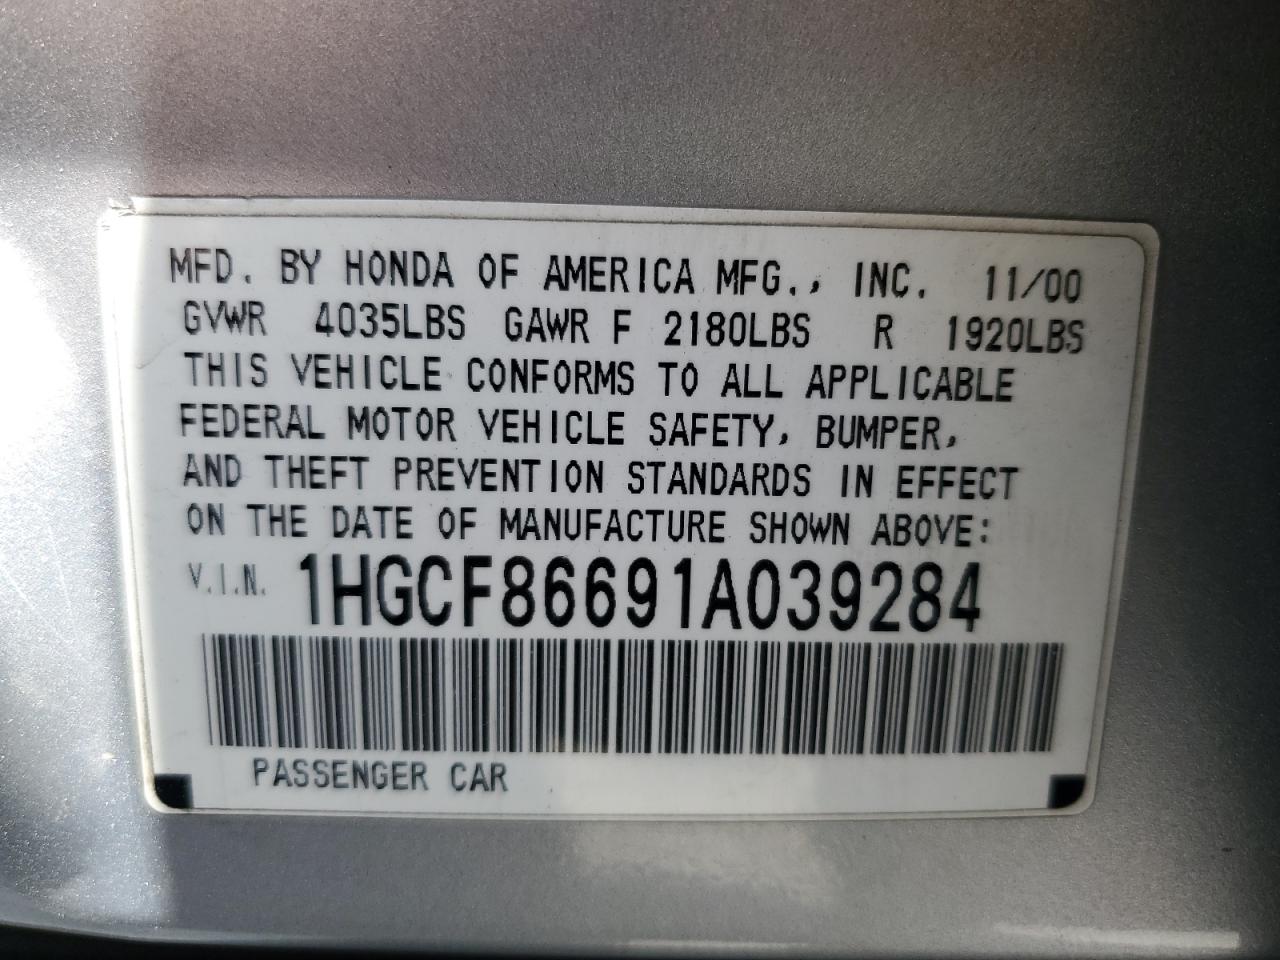 MFD. BY HONDA OF AMERICA MFG., INC. 11/00
GVWR 4035LBS GAWR F 2180LBS R 1920LBS
THIS VEHICLE CONFORMS TO ALL APPLICABLE
FEDERAL MOTOR VEHICLE SAFETY, BUMPER,
AND THEFT PREVENTION STANDARDS IN EFFECT
ON THE DATE OF MANUFACTURE SHOWN ABOVE:
V.I.N. 1HGCF86691A039284
PASSENGER CAR